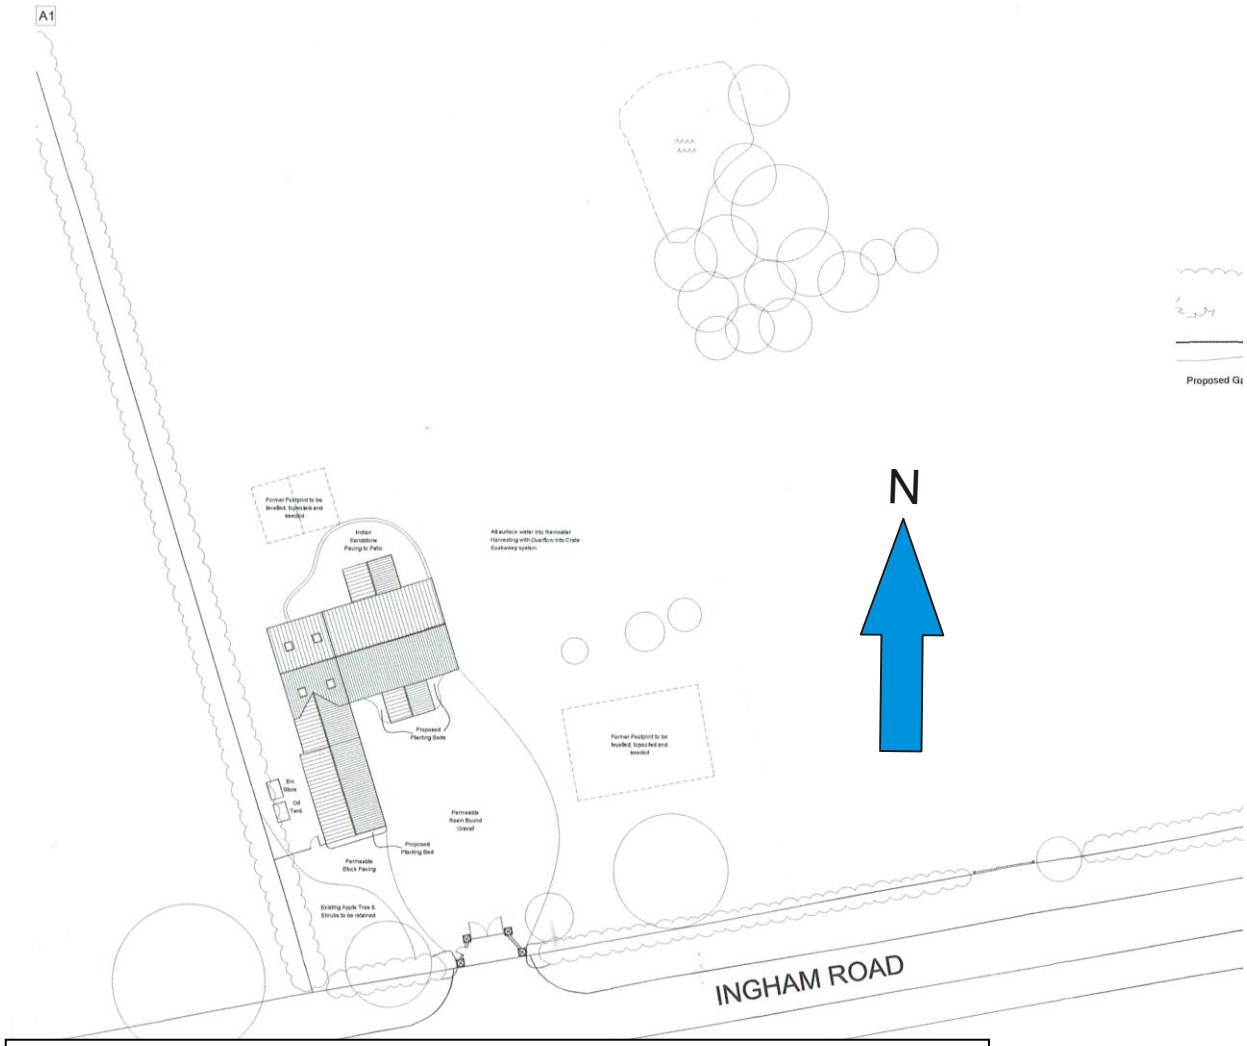 A1
Proposed Ga
N
Former Footprint to be
levelled, topsoiled and
seeded
Indian
Sandstone
Paving to Patio
All surface water into Rainwater
Harvesting with Overflow into Crate
Soakaway system
Proposed
Planting Beds
Former Footprint to be
levelled, topsoiled and
seeded
Bin
Store
Oil
Tank
Permeable
Resin Bound
Gravel
Proposed
Planting Bed
Permeable
Block Paving
Existing Apple Tree &
Shrubs to be retained
INGHAM ROAD